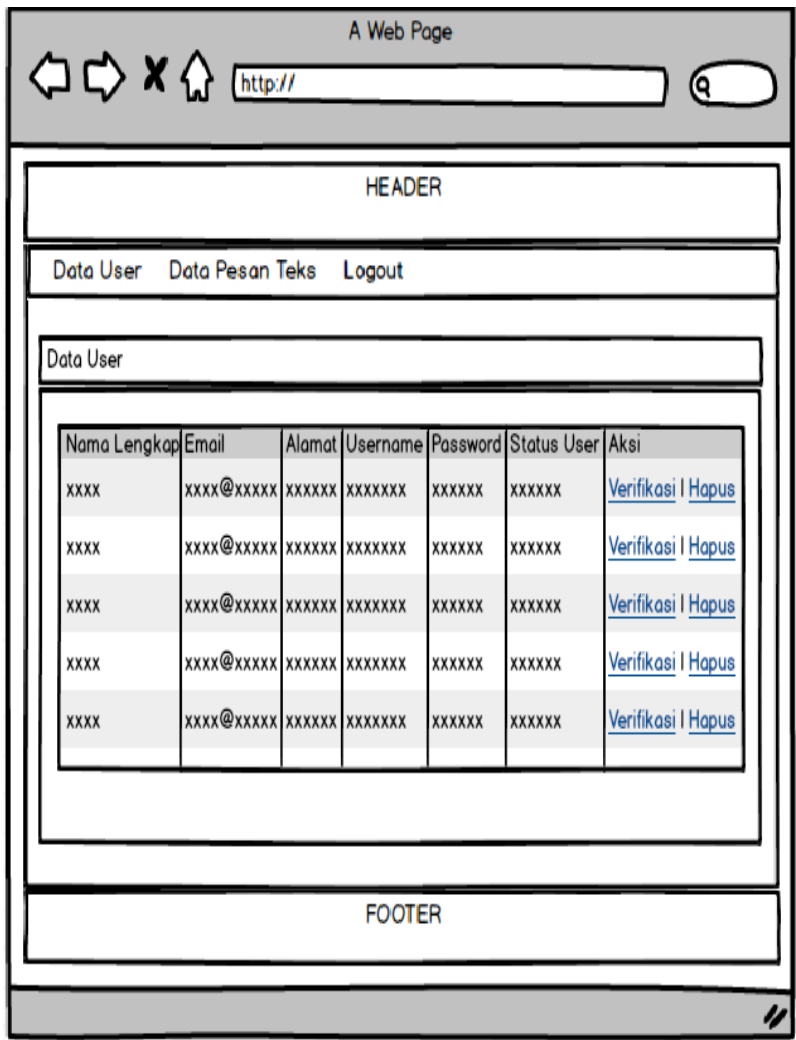 A Web Page
http://
HEADER
Data User Data Pesan Teks Logout
Data User
Nama Lengkap Email Alamat Username Password Status User Aksi
xxxx xxxx@xxxxx xxxxxx xxxxxxx xxxxxx xxxxxx Verifikasi | Hapus
xxxx xxxx@xxxxx xxxxxx xxxxxxx xxxxxx xxxxxx Verifikasi | Hapus
xxxx xxxx@xxxxx xxxxxx xxxxxxx xxxxxx xxxxxx Verifikasi | Hapus
xxxx xxxx@xxxxx xxxxxx xxxxxxx xxxxxx xxxxxx Verifikasi | Hapus
xxxx xxxx@xxxxx xxxxxx xxxxxxx xxxxxx xxxxxx Verifikasi | Hapus
FOOTER